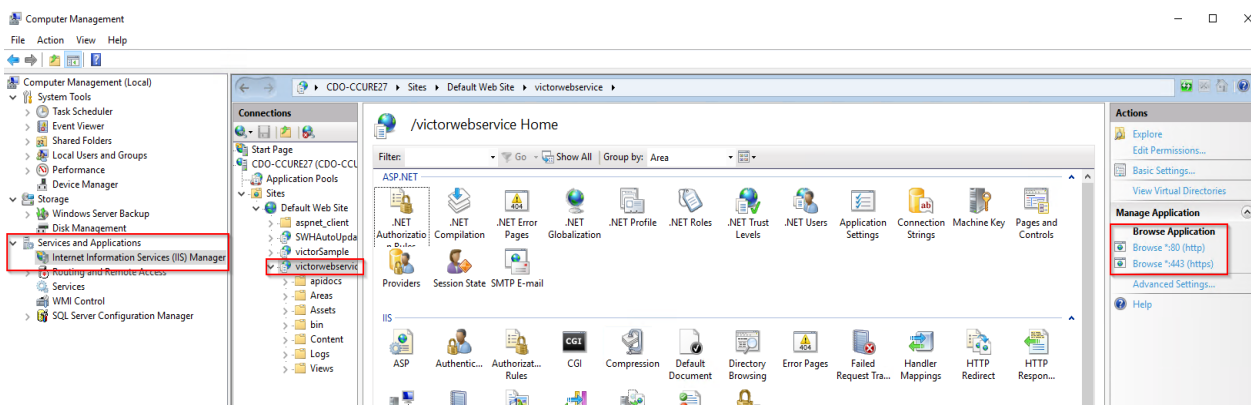 Computer Management
File Action View Help
Computer Management (Local)
System Tools
Task Scheduler
Event Viewer
Shared Folders
Local Users and Groups
Performance
Device Manager
Storage
Windows Server Backup
Disk Management
Services and Applications
Internet Information Services (IIS) Manager
Routing and Remote Access
Services
WMI Control
SQL Server Configuration Manager
CDO-CCURE27 Sites Default Web Site victorwebservice
Connections
Start Page
CDO-CCURE27 (CDO-CCU
Application Pools
Sites
Default Web Site
aspnet_client
SWHAutoUpda
victorSample
victorwebservic
apidocs
Areas
Assets
bin
Content
Logs
Views
/victorwebservice Home
Filter: Go Show All Group by: Area
ASP.NET
.NET Authorizatio n Rules
.NET Compilation
.NET Error Pages
.NET Globalization
.NET Profile
.NET Roles
.NET Trust Levels
.NET Users
Application Settings
Connection Strings
Machine Key
Pages and Controls
Providers
Session State
SMTP E-mail
IIS
ASP
Authentic...
Authorizat... Rules
CGI
Compression
Default Document
Directory Browsing
Error Pages
Failed Request Tra...
Handler Mappings
HTTP Redirect
HTTP Respon...
Actions
Explore
Edit Permissions...
Basic Settings...
View Virtual Directories
Manage Application
Browse Application
Browse *:80 (http)
Browse *:443 (https)
Advanced Settings...
Help